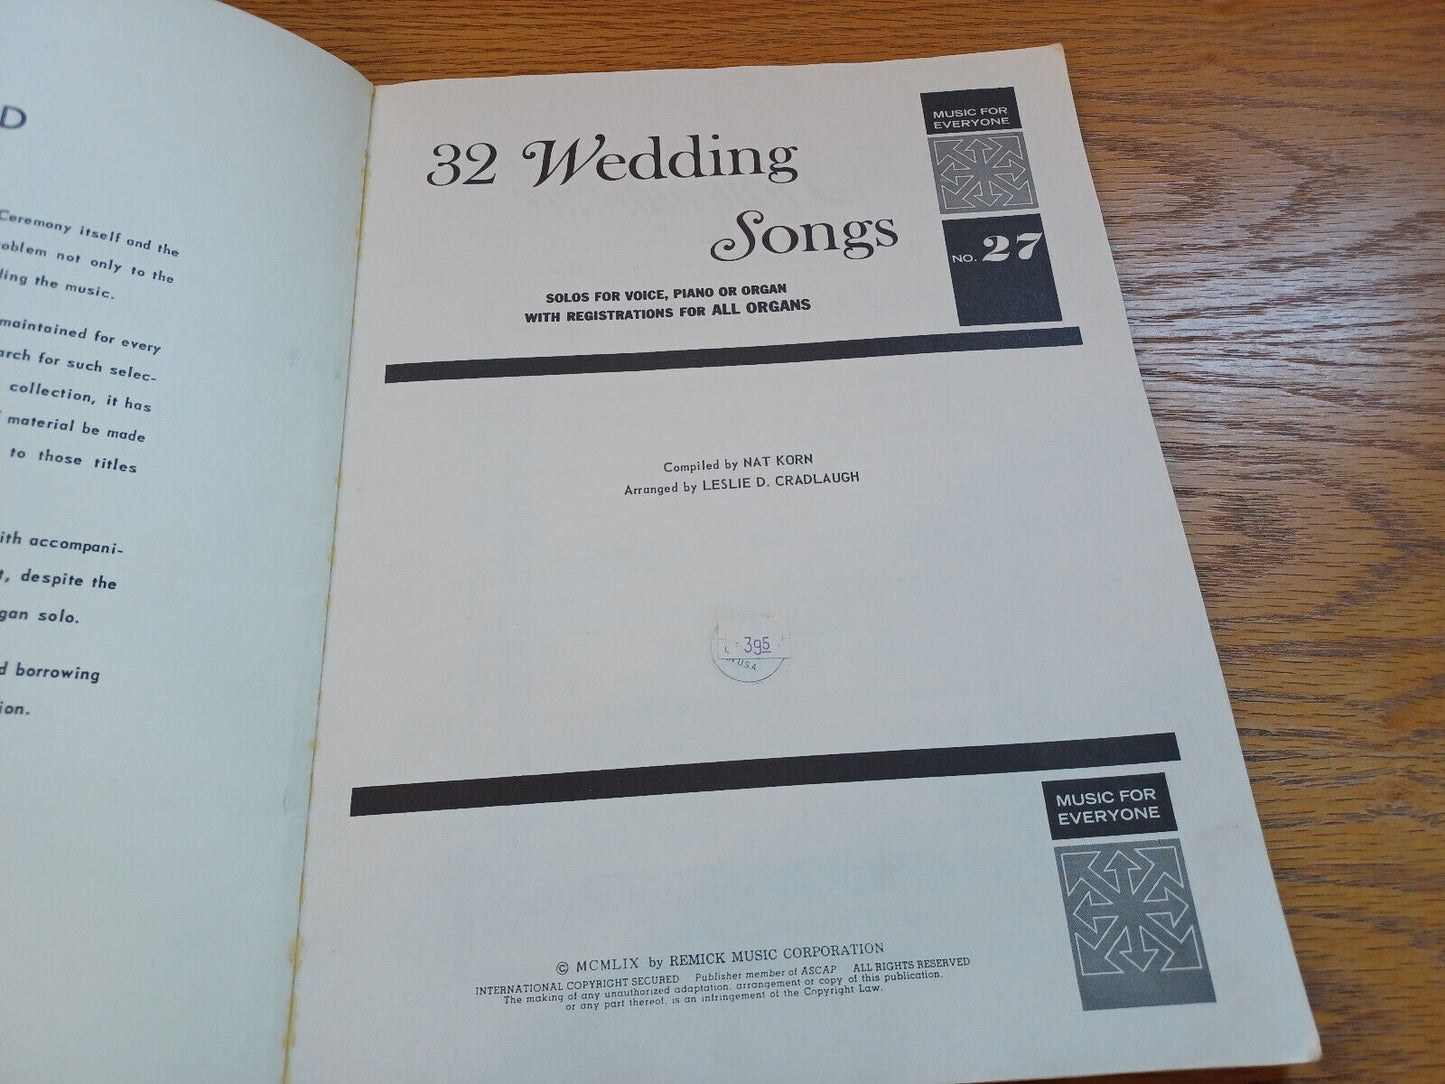 D
Ceremony itself and the
oblem not only to the
ling the music.
maintained for every
arch for such selec-
collection, it has
material be made
to those titles
ith accompani-
t, despite the
gan solo.
d borrowing
ion.
32 Wedding
Songs
SOLOS FOR VOICE, PIANO OR ORGAN
WITH REGISTRATIONS FOR ALL ORGANS
MUSIC FOR
EVERYONE
NO. 27
Compiled by NAT KORN
Arranged by LESLIE D. CRADLAUGH
395
USA
MUSIC FOR
EVERYONE
© MCMLIX by REMICK MUSIC CORPORATION
INTERNATIONAL COPYRIGHT SECURED Publisher member of ASCAP ALL RIGHTS RESERVED
The making of any unauthorized adaptation, arrangement or copy of this publication,
or any part thereof, is an infringement of the Copyright Law.